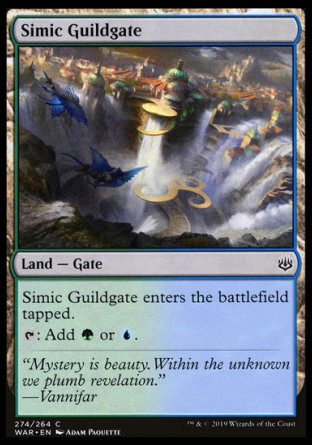 Simic Guildgate
Land — Gate
Simic Guildgate enters the battlefield
tapped.
: Add or .
"Mystery is beauty. Within the unknown
we plumb revelation."
—Vannifar
274/264 C
WAR • EN Adam Paquette
™ & © 2019 Wizards of the Coast